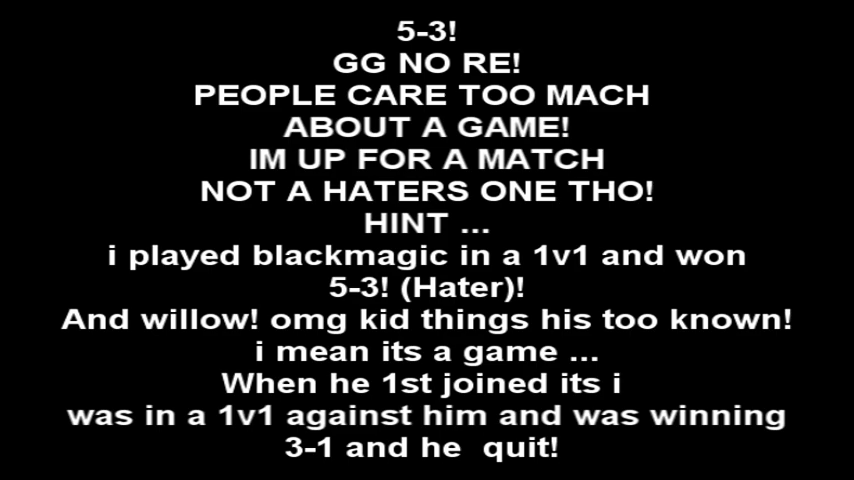 5-3!
GG NO RE!
PEOPLE CARE TOO MACH
ABOUT A GAME!
IM UP FOR A MATCH
NOT A HATERS ONE THO!
HINT ...
i played blackmagic in a 1v1 and won
5-3! (Hater)!
And willow! omg kid things his too known!
i mean its a game ...
When he 1st joined its i
was in a 1v1 against him and was winning
3-1 and he  quit!